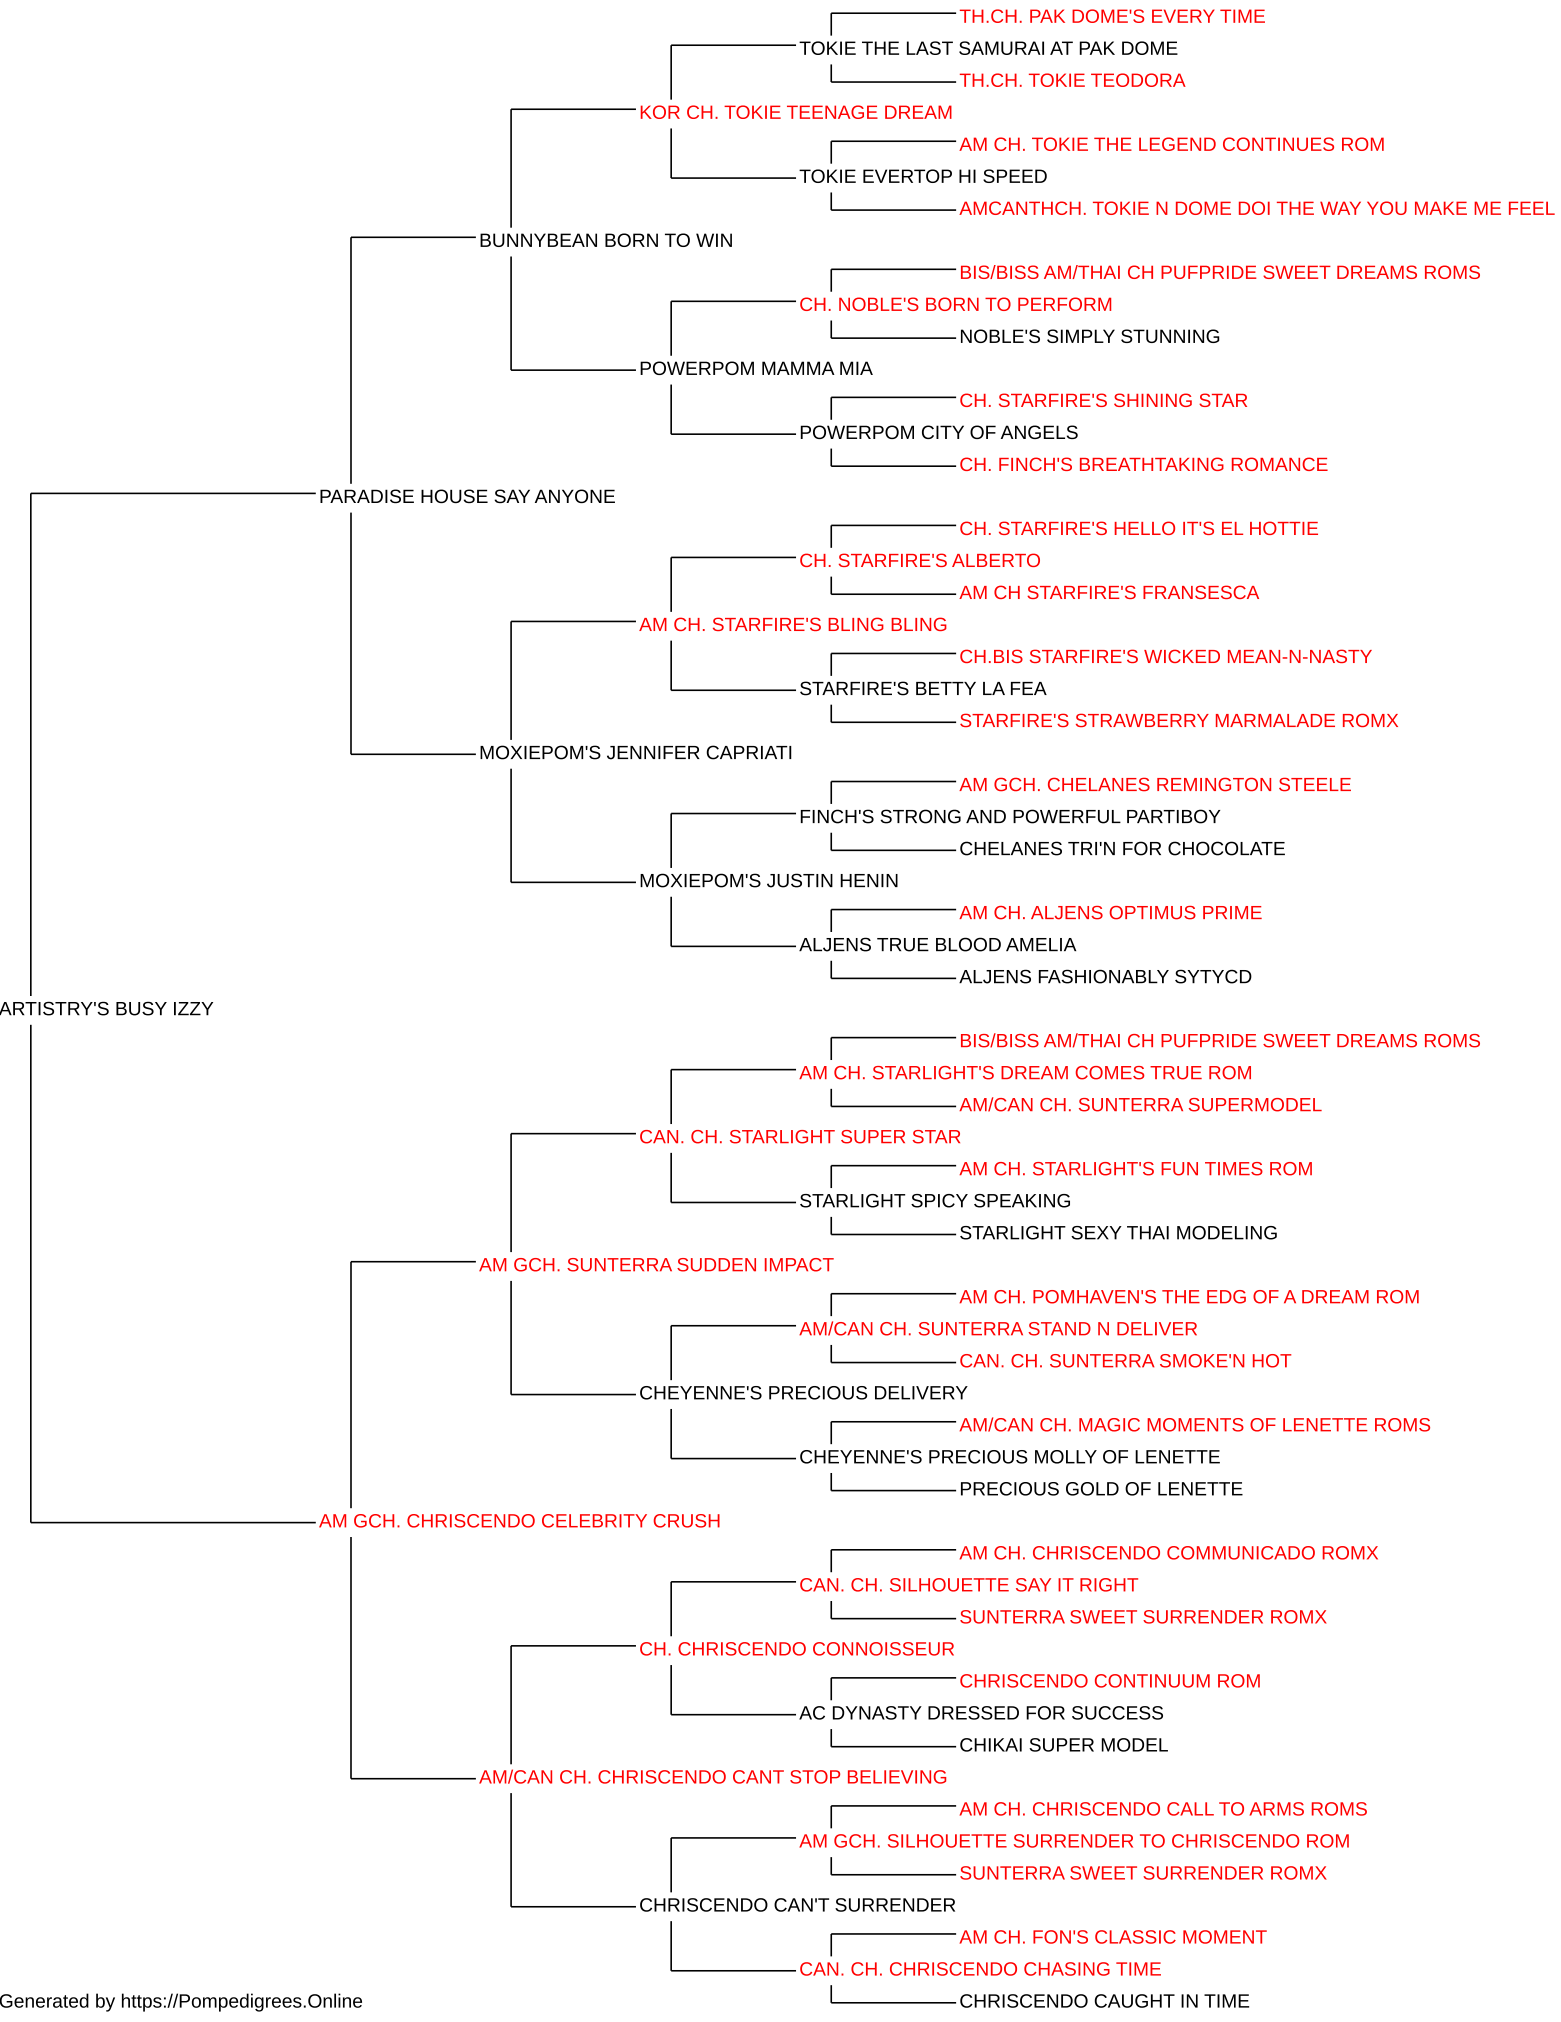 TH.CH. PAK DOME'S EVERY TIME
TOKIE THE LAST SAMURAI AT PAK DOME
TH.CH. TOKIE TEODORA
KOR CH. TOKIE TEENAGE DREAM
AM CH. TOKIE THE LEGEND CONTINUES ROM
TOKIE EVERTOP HI SPEED
AMCANTHCH. TOKIE N DOME DOI THE WAY YOU MAKE ME FEEL
BUNNYBEAN BORN TO WIN
BIS/BISS AM/THAI CH PUFPRIDE SWEET DREAMS ROMS
CH. NOBLE'S BORN TO PERFORM
NOBLE'S SIMPLY STUNNING
POWERPOM MAMMA MIA
CH. STARFIRE'S SHINING STAR
POWERPOM CITY OF ANGELS
CH. FINCH'S BREATHTAKING ROMANCE
PARADISE HOUSE SAY ANYONE
CH. STARFIRE'S HELLO IT'S EL HOTTIE
CH. STARFIRE'S ALBERTO
AM CH STARFIRE'S FRANSESCA
AM CH. STARFIRE'S BLING BLING
CH.BIS STARFIRE'S WICKED MEAN-N-NASTY
STARFIRE'S BETTY LA FEA
STARFIRE'S STRAWBERRY MARMALADE ROMX
MOXIEPOM'S JENNIFER CAPRIATI
AM GCH. CHELANES REMINGTON STEELE
FINCH'S STRONG AND POWERFUL PARTIBOY
CHELANES TRI'N FOR CHOCOLATE
MOXIEPOM'S JUSTIN HENIN
AM CH. ALJENS OPTIMUS PRIME
ALJENS TRUE BLOOD AMELIA
ALJENS FASHIONABLY SYTYCD
ARTISTRY'S BUSY IZZY
BIS/BISS AM/THAI CH PUFPRIDE SWEET DREAMS ROMS
AM CH. STARLIGHT'S DREAM COMES TRUE ROM
AM/CAN CH. SUNTERRA SUPERMODEL
CAN. CH. STARLIGHT SUPER STAR
AM CH. STARLIGHT'S FUN TIMES ROM
STARLIGHT SPICY SPEAKING
STARLIGHT SEXY THAI MODELING
AM GCH. SUNTERRA SUDDEN IMPACT
AM CH. POMHAVEN'S THE EDG OF A DREAM ROM
AM/CAN CH. SUNTERRA STAND N DELIVER
CAN. CH. SUNTERRA SMOKE'N HOT
CHEYENNE'S PRECIOUS DELIVERY
AM/CAN CH. MAGIC MOMENTS OF LENETTE ROMS
CHEYENNE'S PRECIOUS MOLLY OF LENETTE
PRECIOUS GOLD OF LENETTE
AM GCH. CHRISCENDO CELEBRITY CRUSH
AM CH. CHRISCENDO COMMUNICADO ROMX
CAN. CH. SILHOUETTE SAY IT RIGHT
SUNTERRA SWEET SURRENDER ROMX
CH. CHRISCENDO CONNOISSEUR
CHRISCENDO CONTINUUM ROM
AC DYNASTY DRESSED FOR SUCCESS
CHIKAI SUPER MODEL
AM/CAN CH. CHRISCENDO CANT STOP BELIEVING
AM CH. CHRISCENDO CALL TO ARMS ROMS
AM GCH. SILHOUETTE SURRENDER TO CHRISCENDO ROM
SUNTERRA SWEET SURRENDER ROMX
CHRISCENDO CAN'T SURRENDER
AM CH. FON'S CLASSIC MOMENT
CAN. CH. CHRISCENDO CHASING TIME
CHRISCENDO CAUGHT IN TIME
Generated by https://Pompedigrees.Online